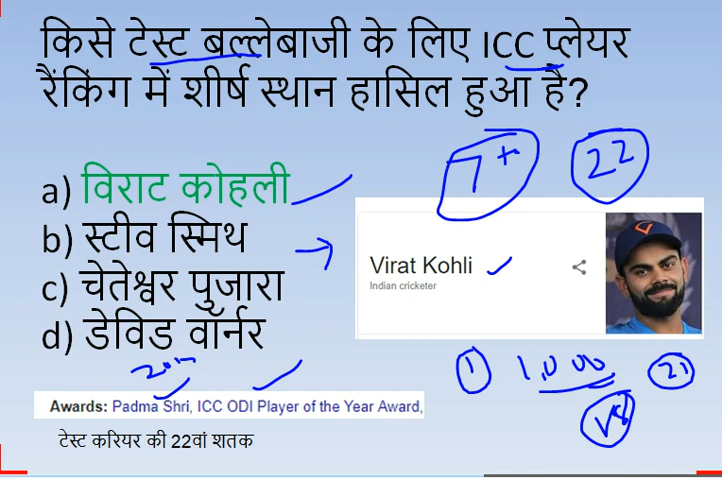 किसे टेस्ट बल्लेबाजी के लिए ICC प्लेयर
रैंकिंग में शीर्ष स्थान हासिल हुआ है?
7+ 22
a) विराट कोहली
b) स्टीव स्मिथ
c) चेतेश्वर पुजारा
d) डेविड वॉर्नर
Virat Kohli
Indian cricketer
1 1,000 21
Awards: Padma Shri, ICC ODI Player of the Year Award,
टेस्ट करियर की 22वां शतक